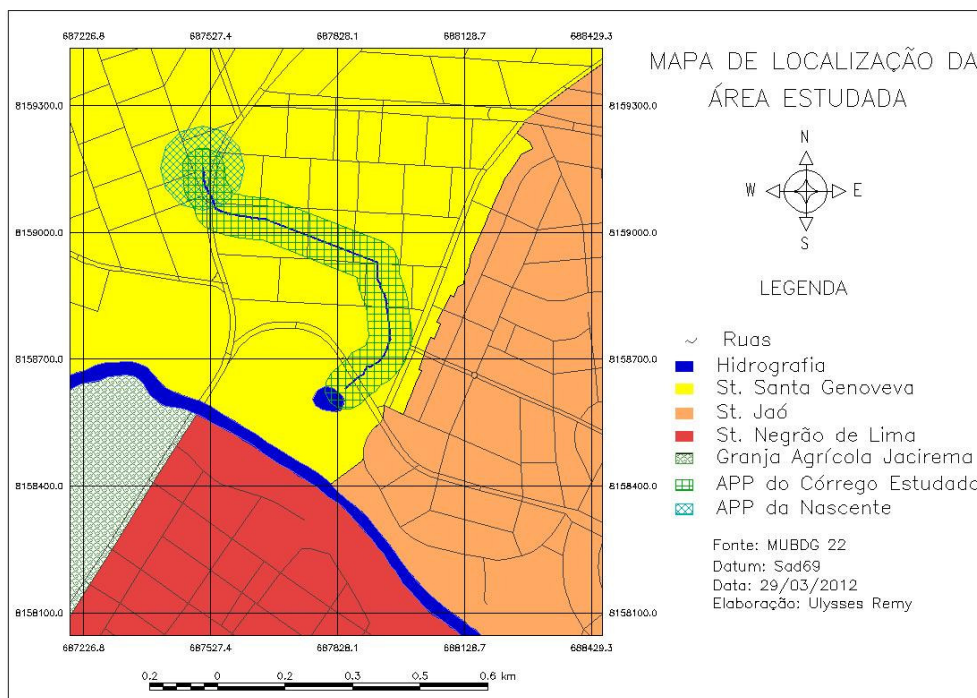 687226.8 687527.4 687828.1 688128.7 688429.3
MAPA DE LOCALIZAÇÃO DA
ÁREA ESTUDADA
8159300.0 8159300.0
N
W E
S
8159000.0 8159000.0
LEGENDA
8158700.0 8158700.0
Ruas
Hidrografia
St. Santa Genoveva
St. Jaó
St. Negrão de Lima
Granja Agrícola Jacirema
8158400.0 8158400.0
APP do Córrego Estudado
APP da Nascente
Fonte: MUBDG 22
Datum: Sad69
Data: 29/03/2012
Elaboração: Ulysses Remy
8158100.0 8158100.0
687226.8 687527.4 687828.1 688128.7 688429.3
0.2 0 0.2 0.3 0.5 0.6 km